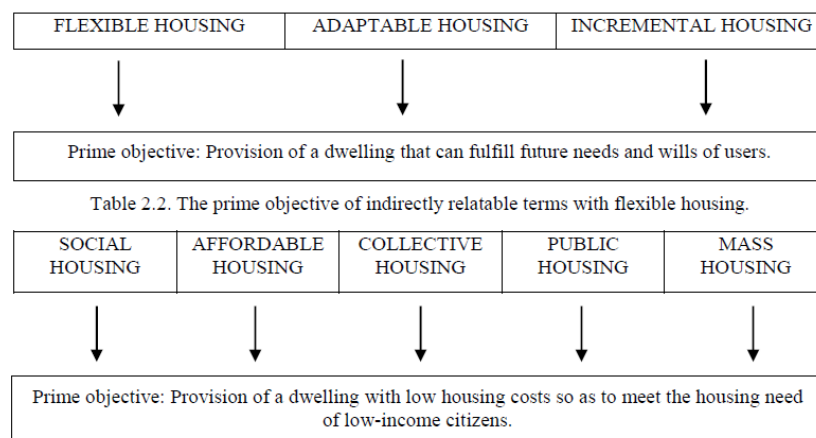 FLEXIBLE HOUSING ADAPTABLE HOUSING INCREMENTAL HOUSING
Prime objective: Provision of a dwelling that can fulfill future needs and wills of users.
Table 2.2. The prime objective of indirectly relatable terms with flexible housing.
SOCIAL HOUSING
AFFORDABLE HOUSING
COLLECTIVE HOUSING
PUBLIC HOUSING
MASS HOUSING
Prime objective: Provision of a dwelling with low housing costs so as to meet the housing need
of low-income citizens.